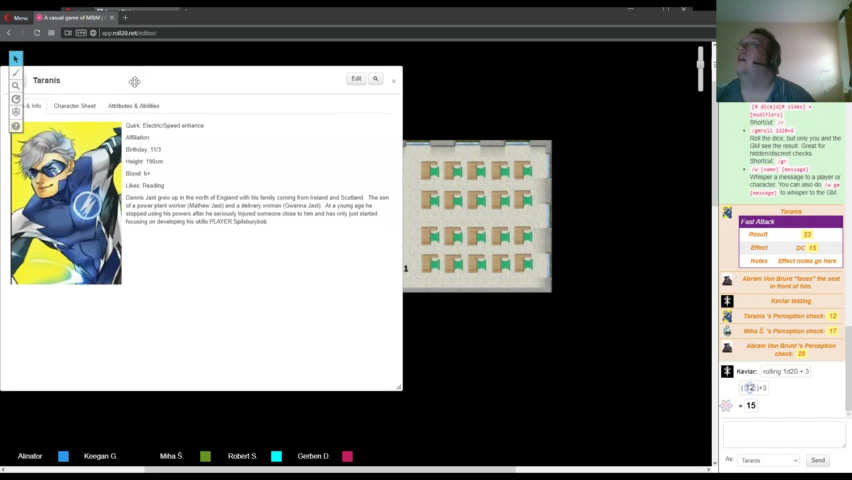 Menu
A casual game of M&M |
app.roll20.net/editor/
Taranis
Edit
& Info
Character Sheet
Attributes & Abilities
Quirk: Electric/Speed enhance
Affiliation:
Birthday: 11/3
Height: 190cm
Blood: b+
Likes: Reading
Dannis Jast grew up in the north of England with his family coming from Ireland and Scotland. The son
of a power plant worker (Mathew Jast) and a delivery woman (Gwenna Jast). At a young age he
stopped using his powers after he seriously injured someone close to him and has only just started
focusing on developing his skills PLAYER:Spilsburybob
1
[# dice]d[# sides] +
[modifiers]
Shortcut: /r
/gmroll 1d20+6
Roll the dice, but only you and the
GM see the result. Great for
hidden/discreet checks.
Shortcut: /gr
/w [name] [message]
Whisper a message to a player or
character. You can also do /w gm
[message] to whisper to the GM.
Taranis
Fast Attack
Result 23
Effect DC 15
Notes Effect notes go here
Abram Von Brunt "faces" the seat
in front of him.
Kevlar testing
Taranis 's Perception check: 12
Miha Š. 's Perception check: 17
Abram Von Brunt 's Perception
check: 28
Kevlar: rolling 1d20 + 3
(12)+3
= 15
As: Taranis
Send
Alinator
Keegan G.
Miha Š.
Robert S.
Gerben D.